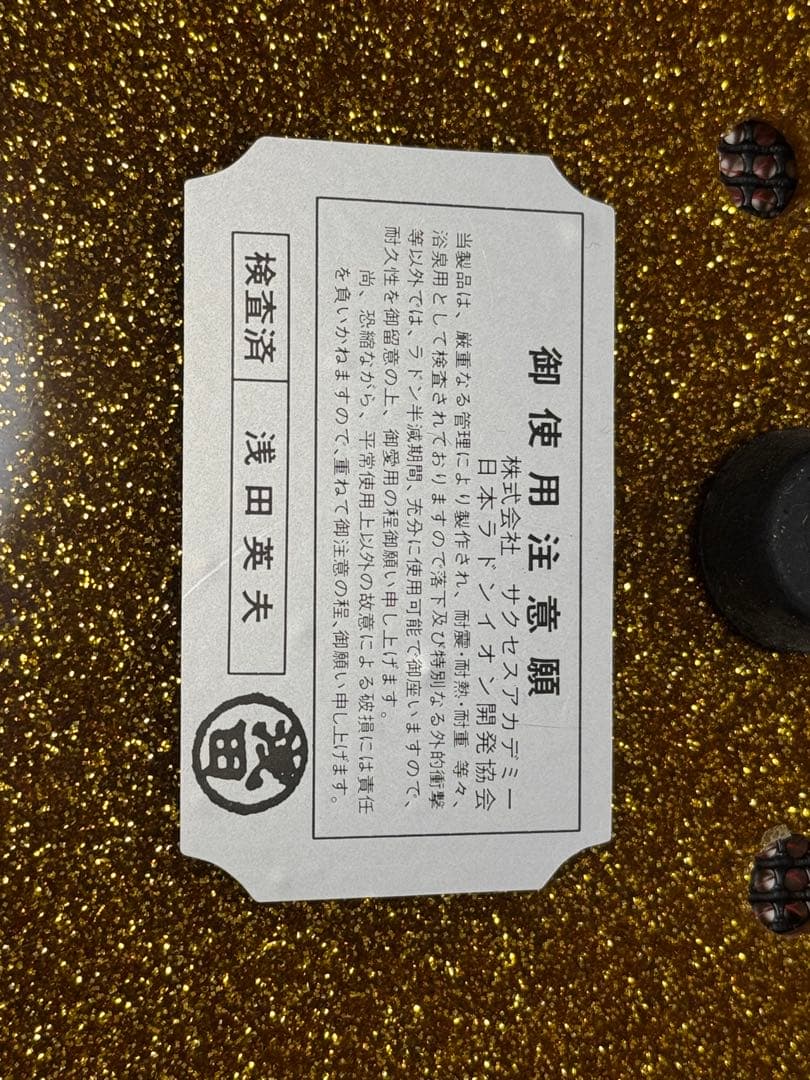 御使用注意願
株式会社 サクセスアカデミー
日本ラドンイオン開発協会
当製品は、厳重なる管理により製作され、耐震・耐熱・耐重 等々、
浴泉用として検査されておりますので落下及び特別なる外的衝撃
等以外では、ラドン半減期間、充分に使用可能で御座いますので、
耐久性を御留意の上、御愛用の程御願い申し上げます。
尚、恐縮ながら、平常使用上以外の故意による破損には責任
を負いかねますので、重ねて御注意の程、御願い申し上げます。
検査済 浅田英夫
浅田